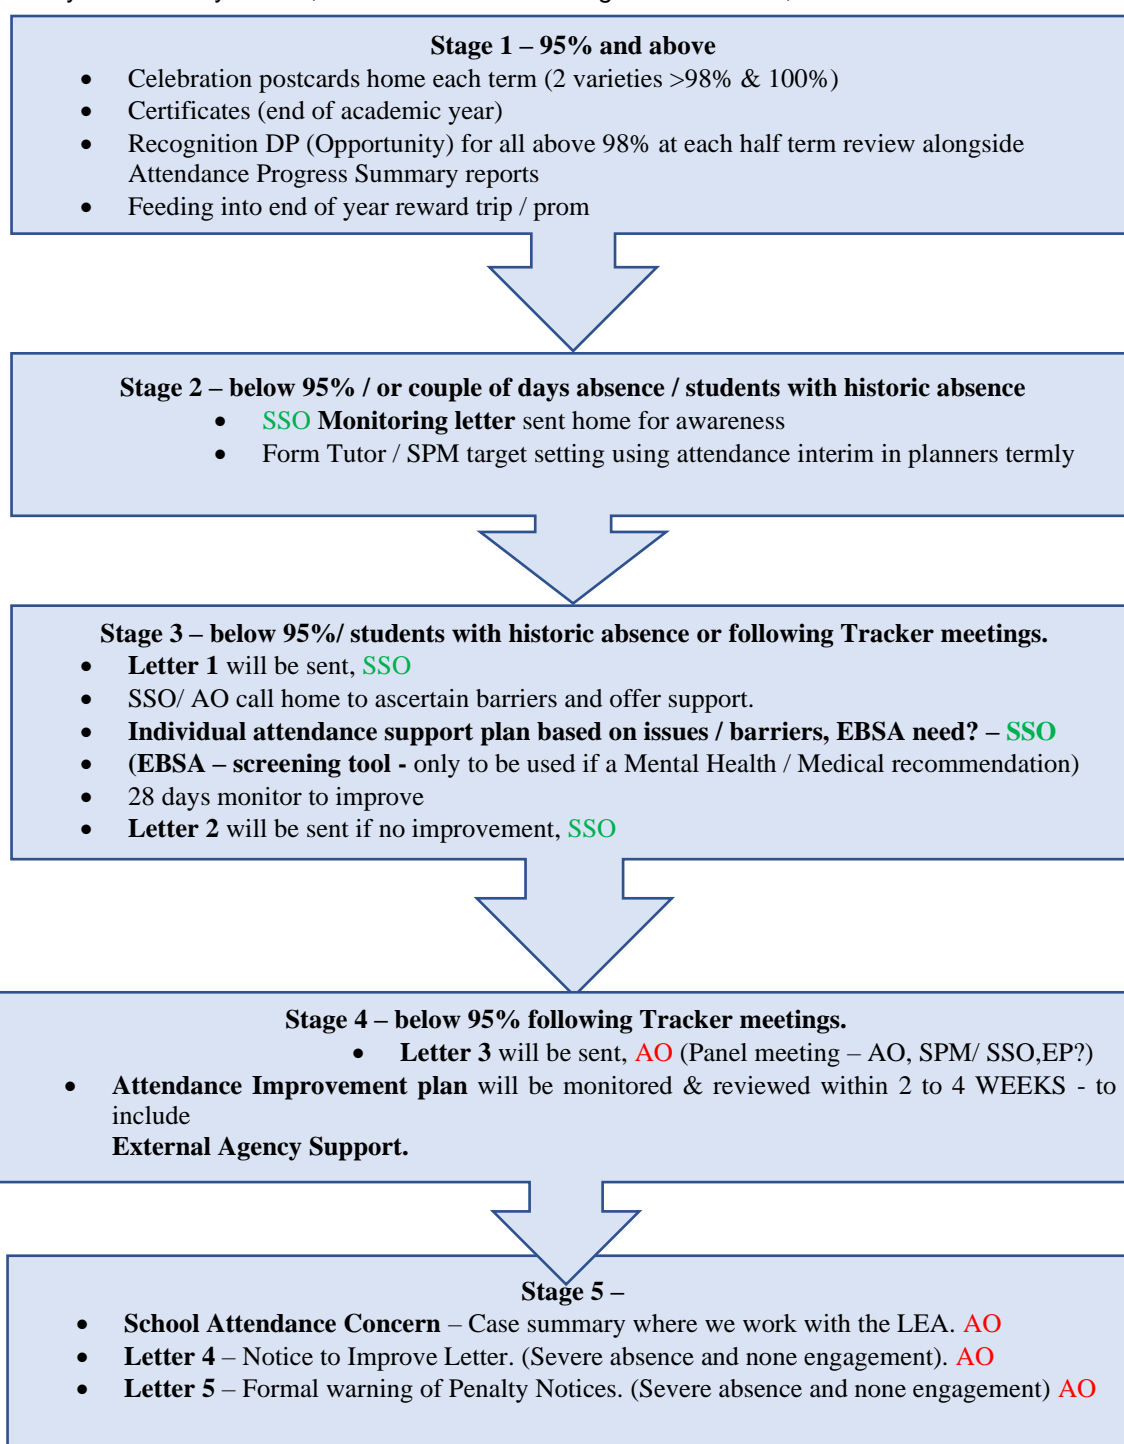 Stage 1 – 95% and above
• Celebration postcards home each term (2 varieties >98% & 100%)
• Certificates (end of academic year)
• Recognition DP (Opportunity) for all above 98% at each half term review alongside
Attendance Progress Summary reports
• Feeding into end of year reward trip / prom
Stage 2 – below 95% / or couple of days absence / students with historic absence
• SSO Monitoring letter sent home for awareness
• Form Tutor / SPM target setting using attendance interim in planners termly
Stage 3 – below 95%/ students with historic absence or following Tracker meetings.
• Letter 1 will be sent, SSO
• SSO/ AO call home to ascertain barriers and offer support.
• Individual attendance support plan based on issues / barriers, EBSA need? – SSO
• (EBSA – screening tool - only to be used if a Mental Health / Medical recommendation)
• 28 days monitor to improve
• Letter 2 will be sent if no improvement, SSO
Stage 4 – below 95% following Tracker meetings.
• Letter 3 will be sent, AO (Panel meeting – AO, SPM/ SSO,EP?)
• Attendance Improvement plan will be monitored & reviewed within 2 to 4 WEEKS - to
include
External Agency Support.
Stage 5 –
• School Attendance Concern – Case summary where we work with the LEA. AO
• Letter 4 – Notice to Improve Letter. (Severe absence and none engagement). AO
• Letter 5 – Formal warning of Penalty Notices. (Severe absence and none engagement) AO